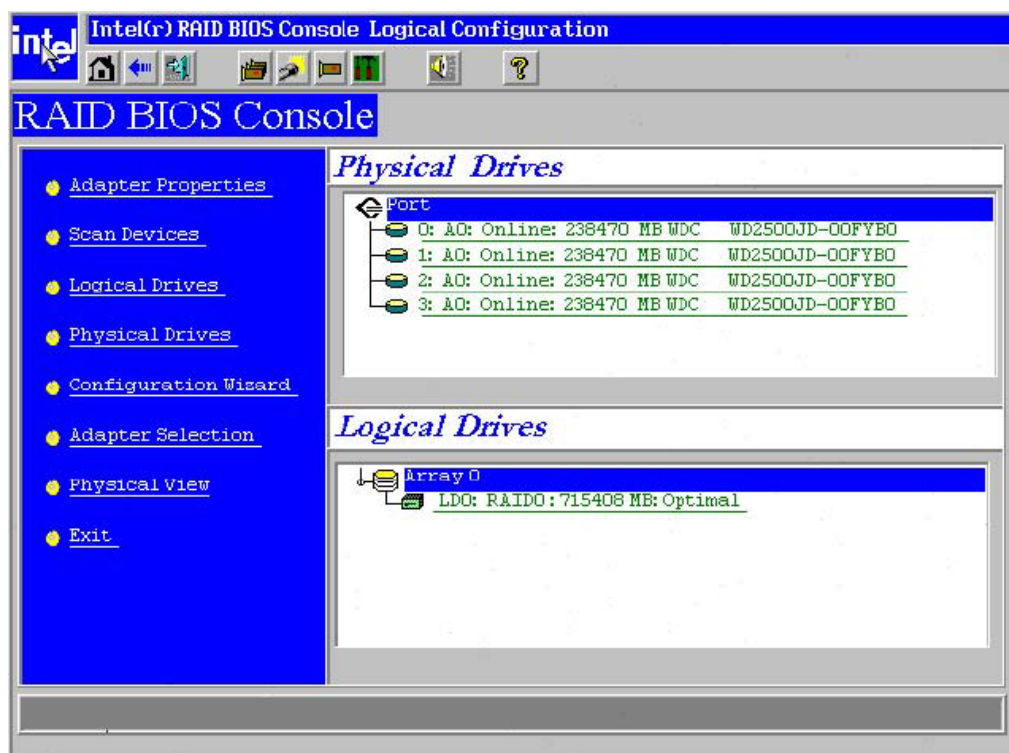 intel
Intel(r) RAID BIOS Console Logical Configuration
RAID BIOS Console
Adapter Properties
Scan Devices
Logical Drives
Physical Drives
Configuration Wizard
Adapter Selection
Physical View
Exit
Physical Drives
Port
0: A0: Online: 238470 MB WDC WD2500JD-00FYB0
1: A0: Online: 238470 MB WDC WD2500JD-00FYB0
2: A0: Online: 238470 MB WDC WD2500JD-00FYB0
3: A0: Online: 238470 MB WDC WD2500JD-00FYB0
Logical Drives
Array 0
LD0: RAID0: 715408 MB: Optimal